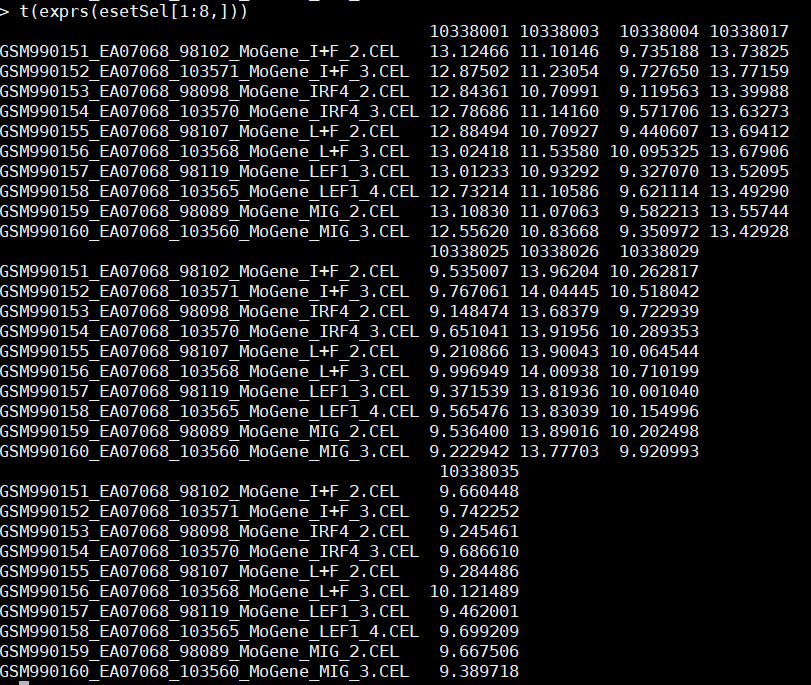 > t(exprs(esetSel[1:8,]))
10338001 10338003 10338004 10338017
GSM990151_EA07068_98102_MoGene_I+F_2.CEL 13.12466 11.10146 9.735188 13.73825
GSM990152_EA07068_103571_MoGene_I+F_3.CEL 12.87502 11.23054 9.727650 13.77159
GSM990153_EA07068_98098_MoGene_IRF4_2.CEL 12.84361 10.70991 9.119563 13.39988
GSM990154_EA07068_103570_MoGene_IRF4_3.CEL 12.78686 11.14160 9.571706 13.63273
GSM990155_EA07068_98107_MoGene_L+F_2.CEL 12.88494 10.70927 9.440607 13.69412
GSM990156_EA07068_103568_MoGene_L+F_3.CEL 13.02418 11.53580 10.095325 13.67906
GSM990157_EA07068_98119_MoGene_LEF1_3.CEL 13.01233 10.93292 9.327070 13.52095
GSM990158_EA07068_103565_MoGene_LEF1_4.CEL 12.73214 11.10586 9.621114 13.49290
GSM990159_EA07068_98089_MoGene_MIG_2.CEL 13.10830 11.07063 9.582213 13.55744
GSM990160_EA07068_103560_MoGene_MIG_3.CEL 12.55620 10.83668 9.350972 13.42928
10338025 10338026 10338029
GSM990151_EA07068_98102_MoGene_I+F_2.CEL 9.535007 13.96204 10.262817
GSM990152_EA07068_103571_MoGene_I+F_3.CEL 9.767061 14.04445 10.518042
GSM990153_EA07068_98098_MoGene_IRF4_2.CEL 9.148474 13.68379 9.722939
GSM990154_EA07068_103570_MoGene_IRF4_3.CEL 9.651041 13.91956 10.289353
GSM990155_EA07068_98107_MoGene_L+F_2.CEL 9.210866 13.90043 10.064544
GSM990156_EA07068_103568_MoGene_L+F_3.CEL 9.996949 14.00938 10.710199
GSM990157_EA07068_98119_MoGene_LEF1_3.CEL 9.371539 13.81936 10.001040
GSM990158_EA07068_103565_MoGene_LEF1_4.CEL 9.565476 13.83039 10.154996
GSM990159_EA07068_98089_MoGene_MIG_2.CEL 9.536400 13.89016 10.202498
GSM990160_EA07068_103560_MoGene_MIG_3.CEL 9.222942 13.77703 9.920993
10338035
GSM990151_EA07068_98102_MoGene_I+F_2.CEL 9.660448
GSM990152_EA07068_103571_MoGene_I+F_3.CEL 9.742252
GSM990153_EA07068_98098_MoGene_IRF4_2.CEL 9.245461
GSM990154_EA07068_103570_MoGene_IRF4_3.CEL 9.686610
GSM990155_EA07068_98107_MoGene_L+F_2.CEL 9.284486
GSM990156_EA07068_103568_MoGene_L+F_3.CEL 10.121489
GSM990157_EA07068_98119_MoGene_LEF1_3.CEL 9.462001
GSM990158_EA07068_103565_MoGene_LEF1_4.CEL 9.699209
GSM990159_EA07068_98089_MoGene_MIG_2.CEL 9.667506
GSM990160_EA07068_103560_MoGene_MIG_3.CEL 9.389718